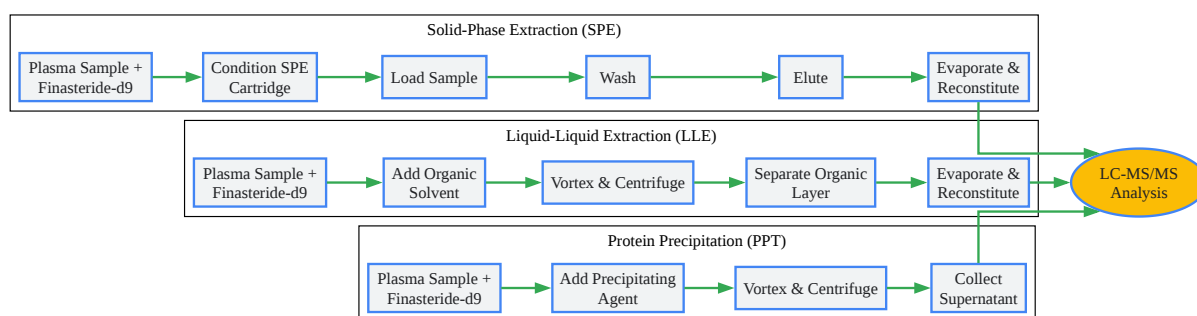 Solid-Phase Extraction (SPE)
Plasma Sample +
Finasteride-d9
Condition SPE
Cartridge
Load Sample
Wash
Elute
Evaporate &
Reconstitute
Liquid-Liquid Extraction (LLE)
Plasma Sample +
Finasteride-d9
Add Organic
Solvent
Vortex & Centrifuge
Separate Organic
Layer
Evaporate &
Reconstitute
LC-MS/MS
Analysis
Protein Precipitation (PPT)
Plasma Sample +
Finasteride-d9
Add Precipitating
Agent
Vortex & Centrifuge
Collect
Supernatant